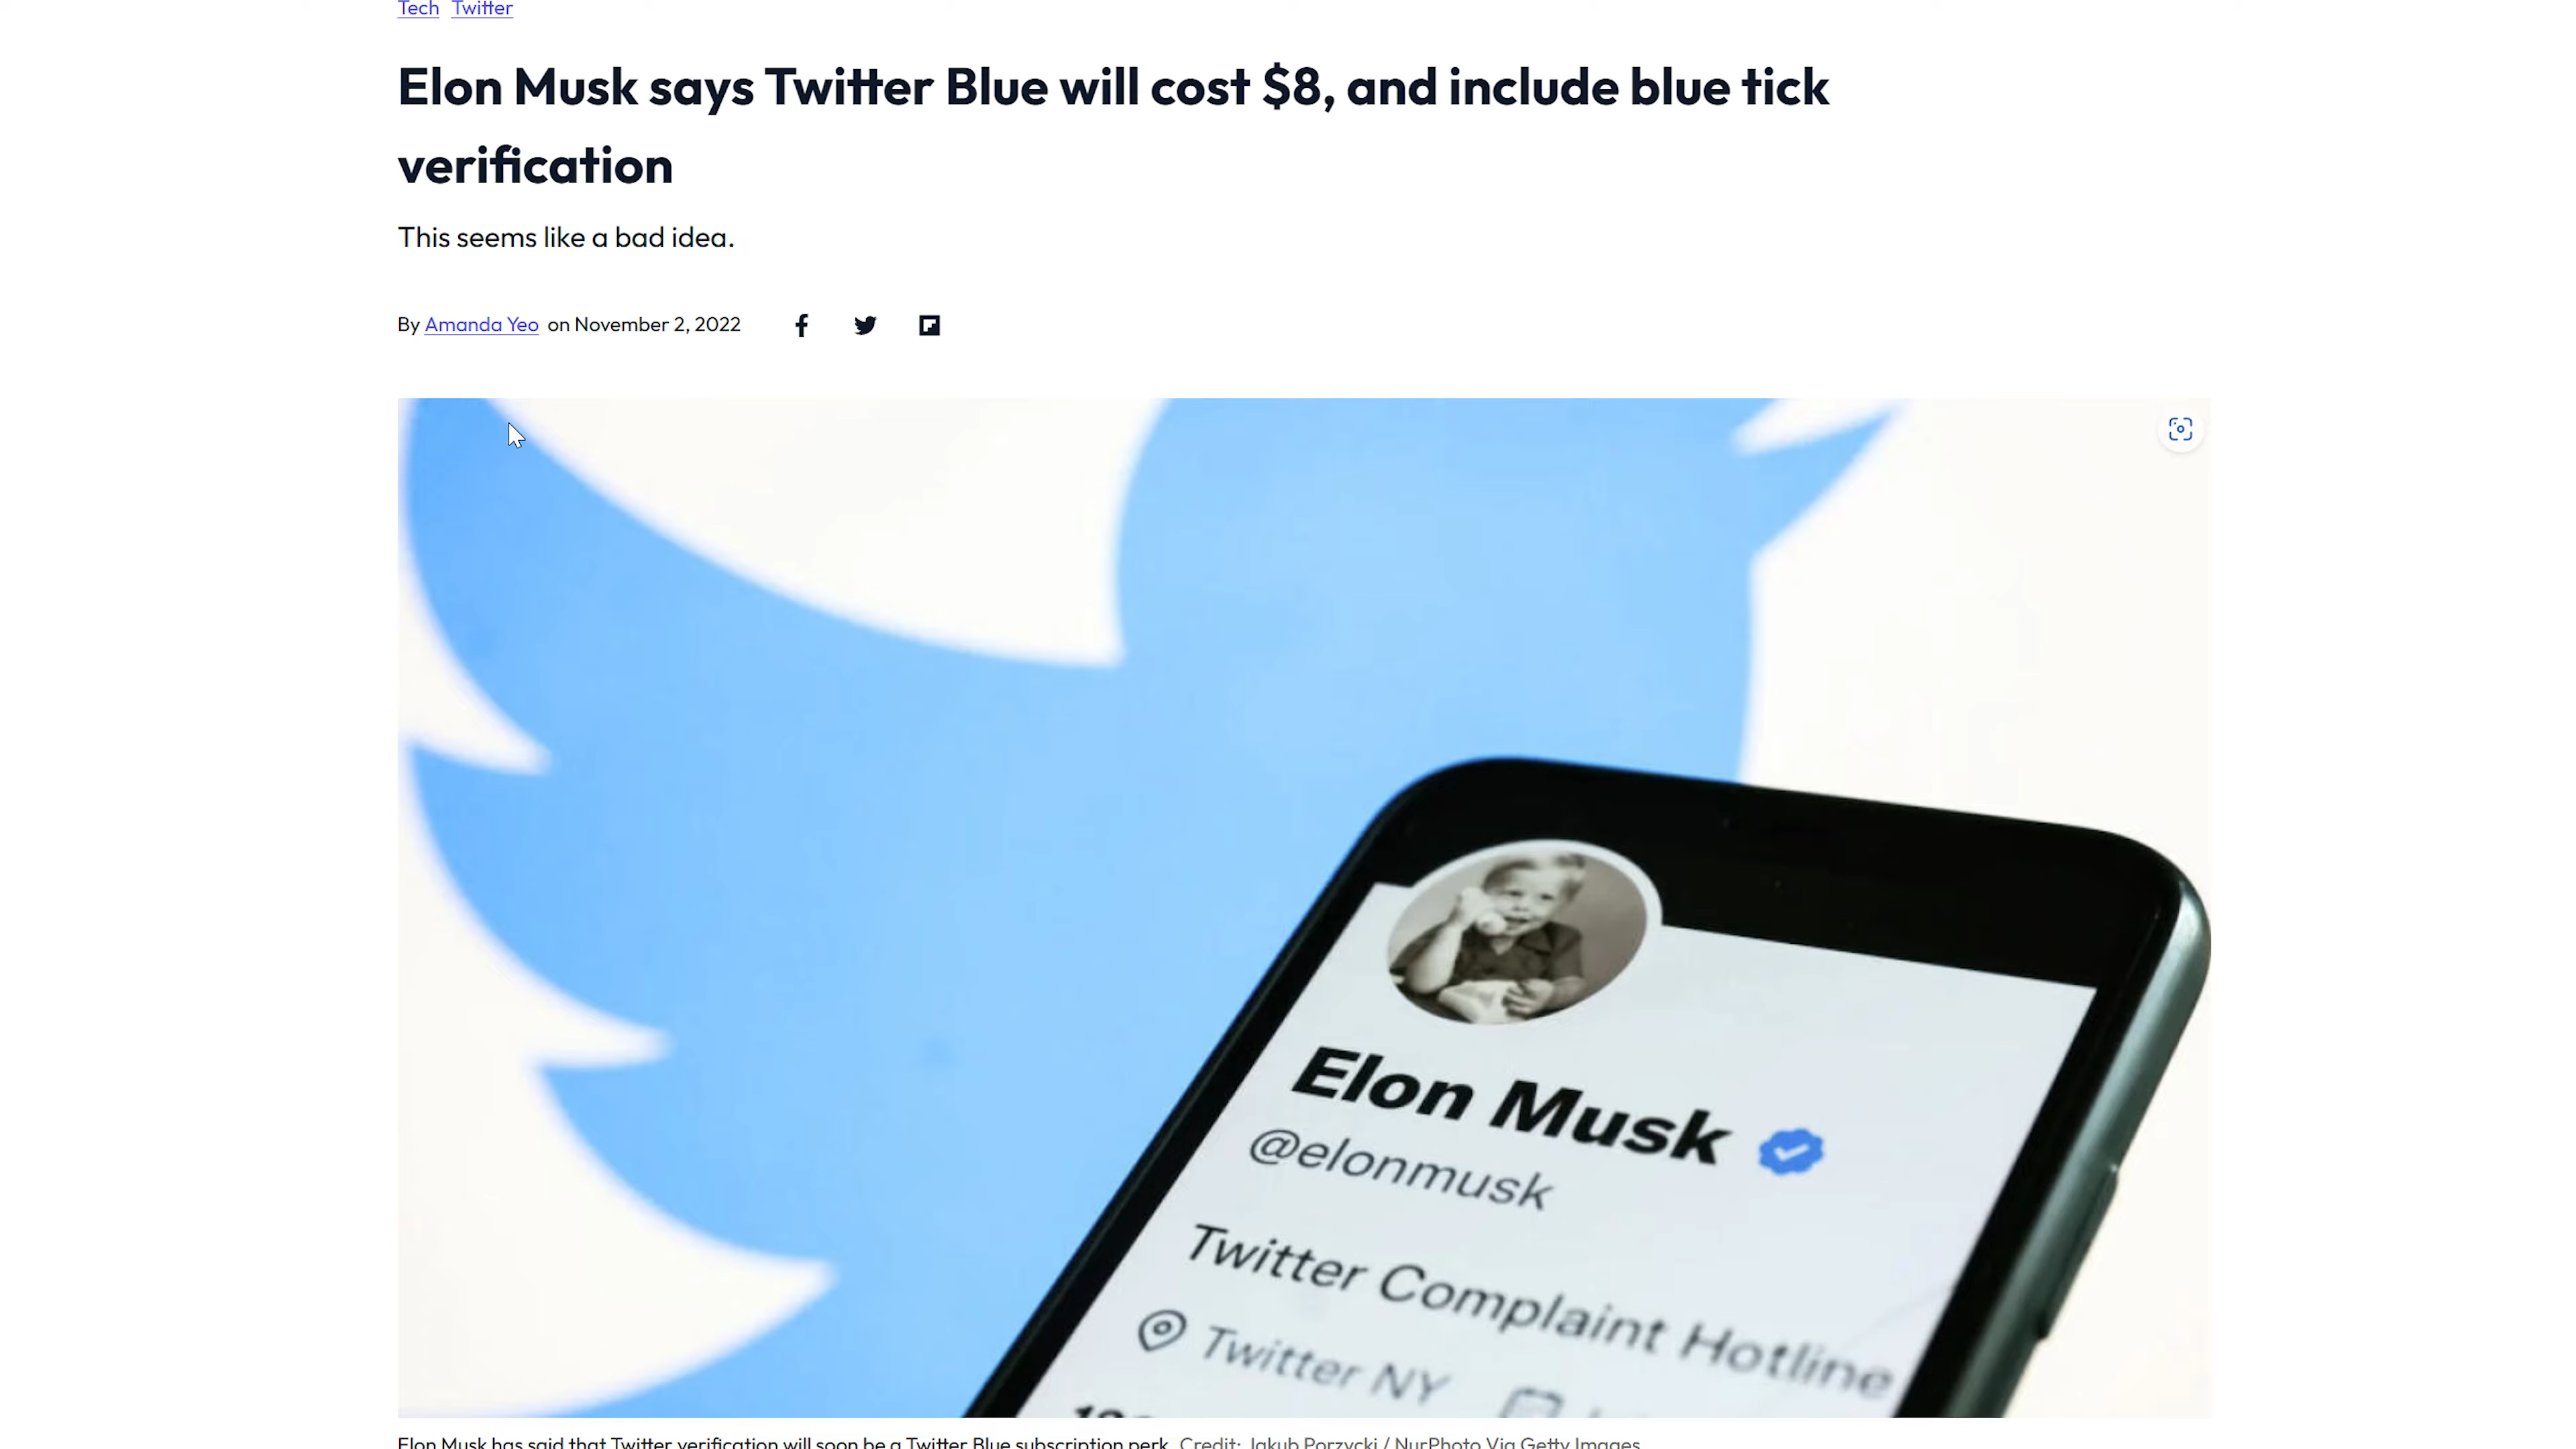 Tech Twitter
Elon Musk says Twitter Blue will cost $8, and include blue tick
verification
This seems like a bad idea.
By Amanda Yeo on November 2, 2022
Elon Musk
@elonmusk
Twitter Complaint Hotline
Twitter NY
Elon Musk has said that Twitter verification will soon be a Twitter Blue subscription perk. Credit: Jakub Porzycki / NurPhoto Via Getty Images